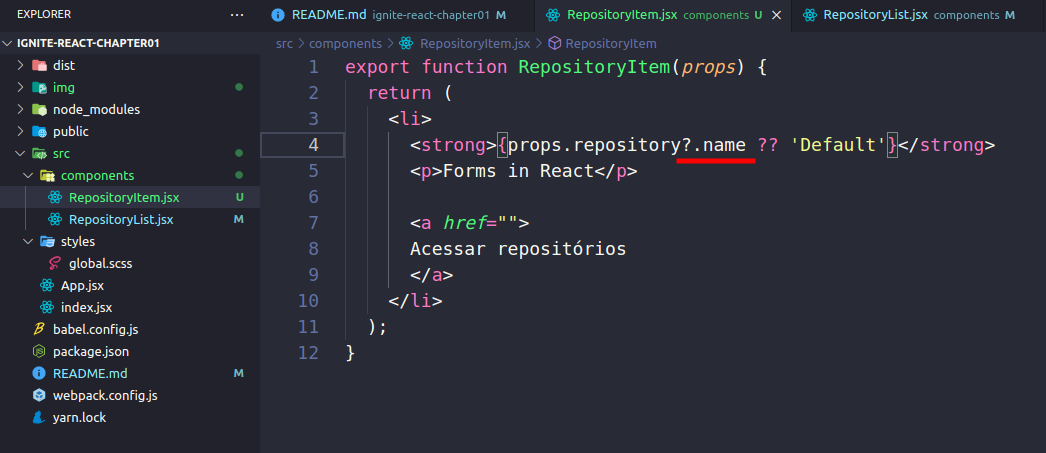 EXPLORER ...
IGNITE-REACT-CHAPTER01
dist
img
node_modules
public
src
components
RepositoryItem.jsx U
RepositoryList.jsx M
styles
global.scss
App.jsx
index.jsx
babel.config.js
package.json
README.md M
webpack.config.js
yarn.lock
README.md ignite-react-chapter01 M
RepositoryItem.jsx components U
RepositoryList.jsx components M
src > components > RepositoryItem.jsx > RepositoryItem
1 export function RepositoryItem(props) {
2 return (
3 <li>
4 <strong>{props.repository?.name ?? 'Default'}</strong>
5 <p>Forms in React</p>
6
7 <a href="">
8 Acessar repositórios
9 </a>
10 </li>
11 );
12 }